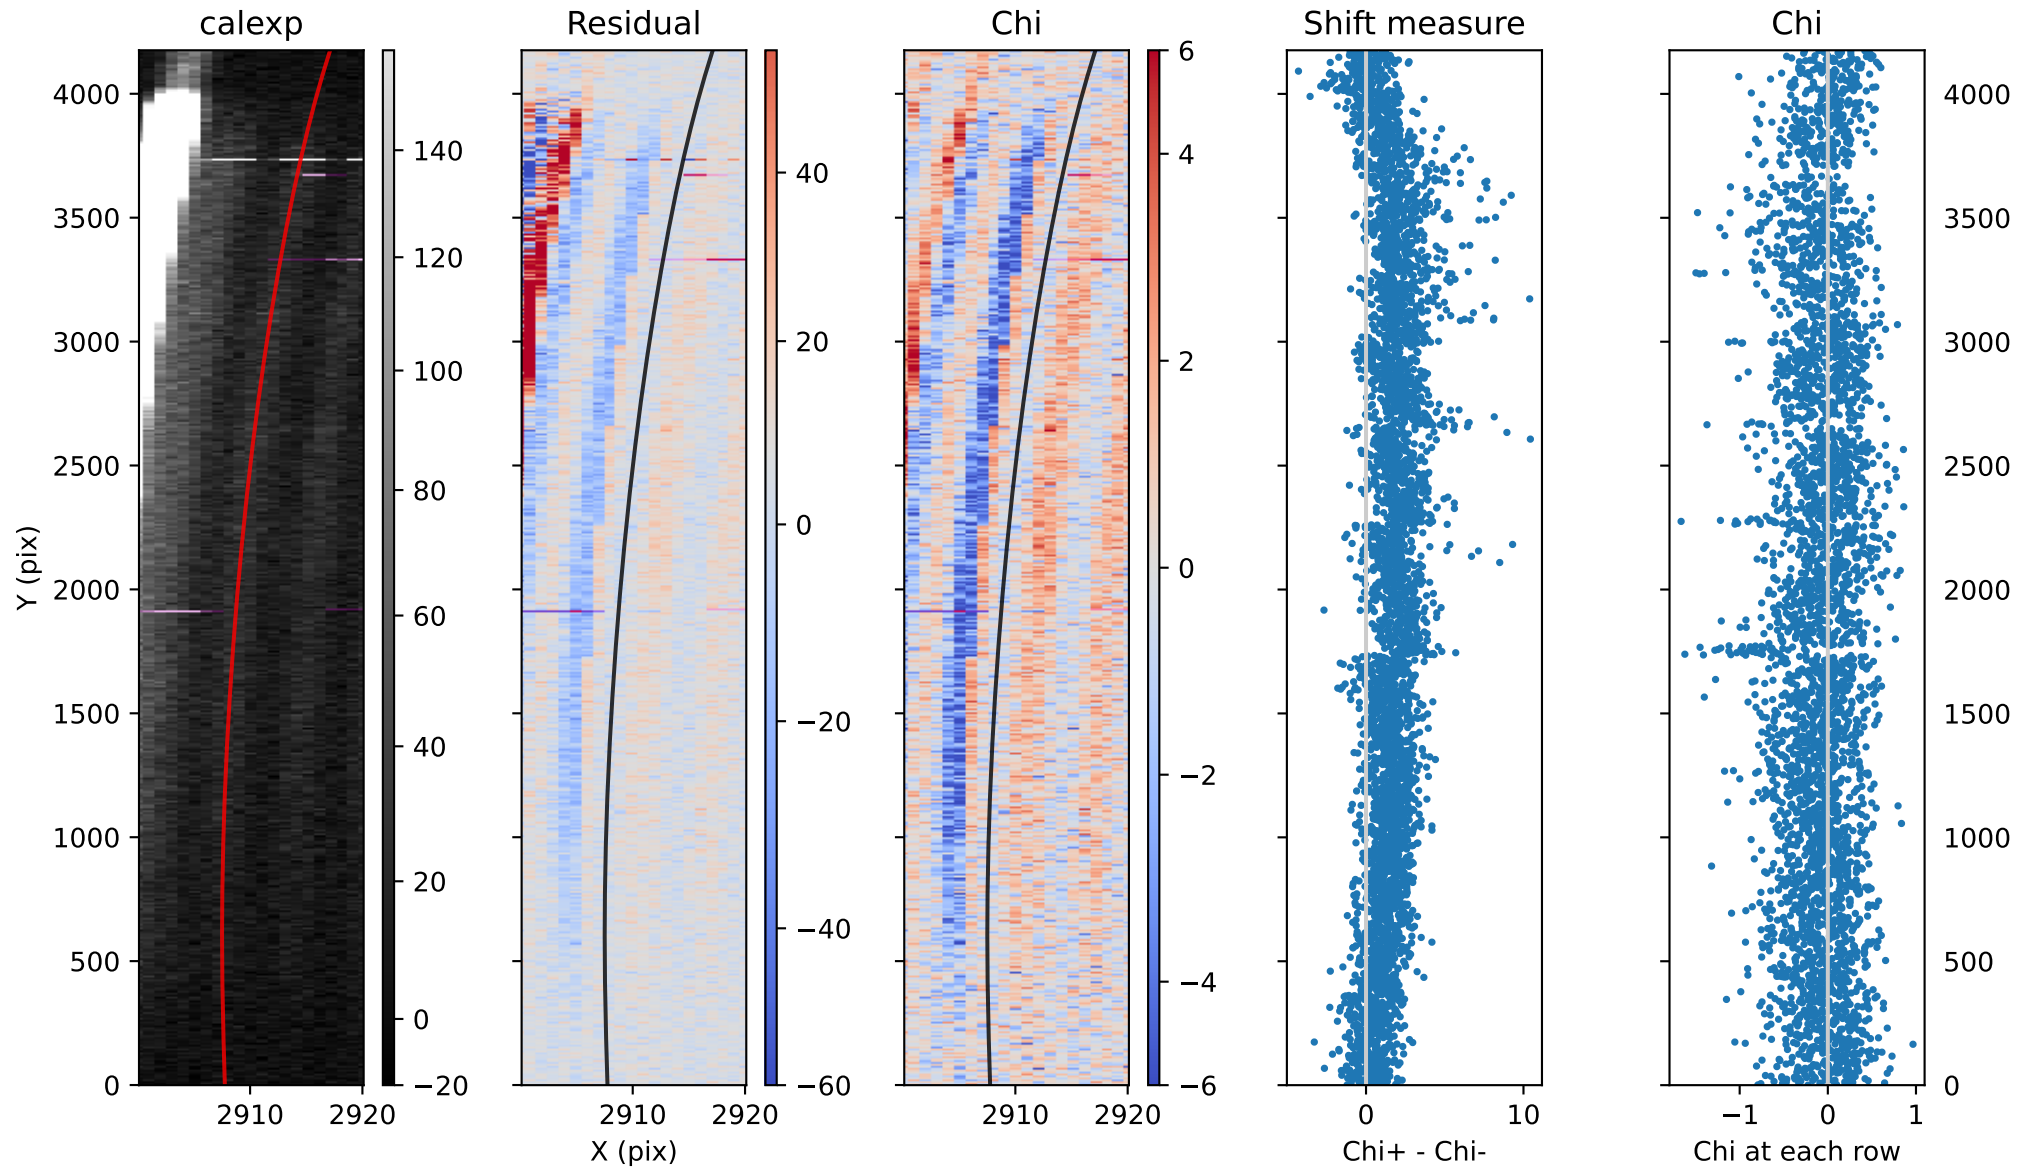 calexp Residual Chi Shift measure Chi
4000 140 40 6 4000
3500 120 4 3500
3000 100 20 2 3000
2500 80 0 0 2500
2000 60 2000
1500 40 −20 −2 1500
1000 20 −40 −4 1000
500 0 500
0 −20 −60 −6 0
2910 2920 2910 2920 2910 2920 0 10 −1 0 1
Y (pix)
X (pix) Chi+ - Chi- Chi at each row